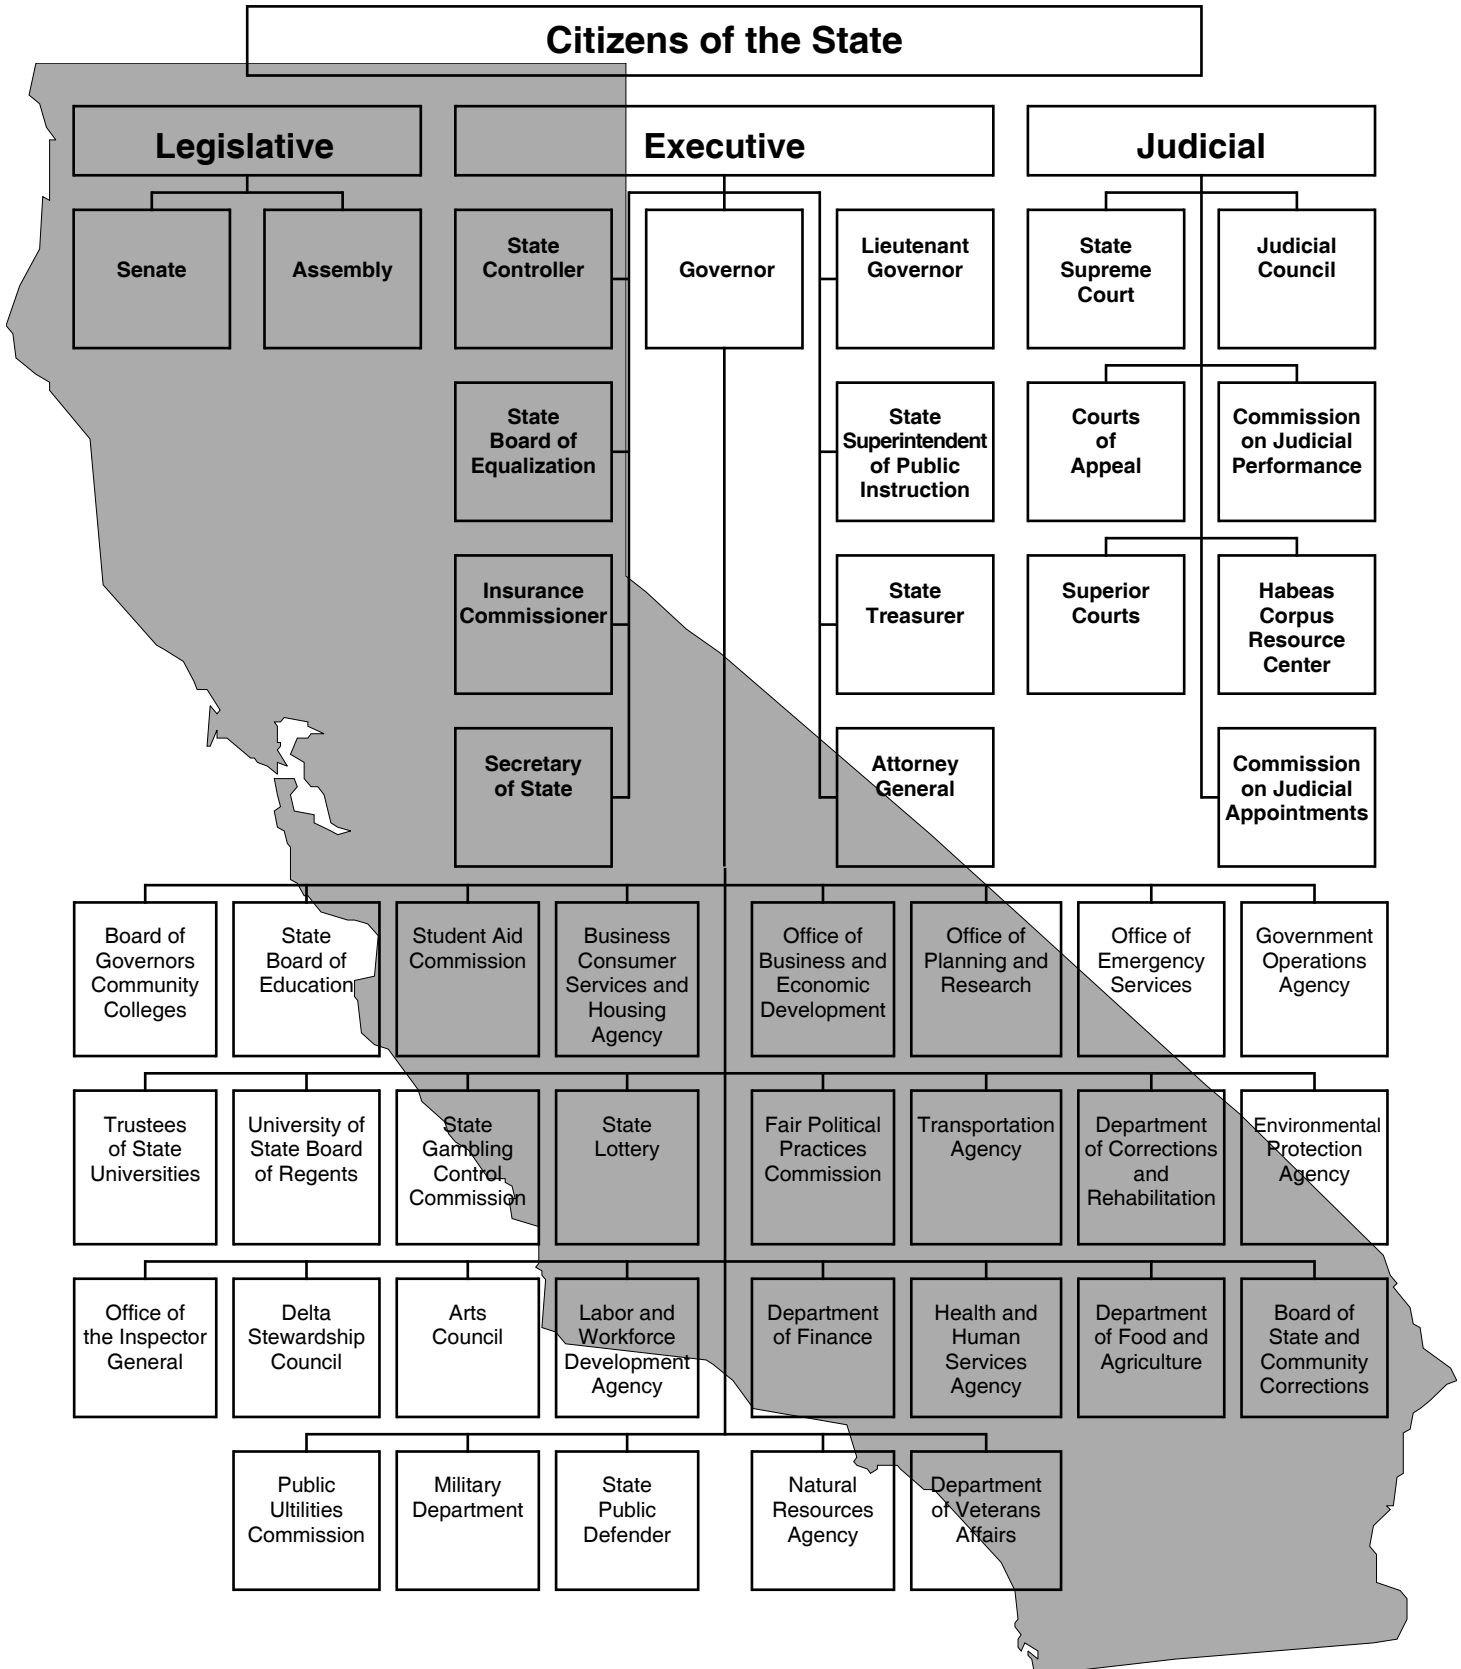 Citizens of the State
Legislative
Executive
Judicial
Senate
Assembly
State
Controller
Governor
Lieutenant
Governor
State
Supreme
Court
Judicial
Council
State
Board of
Equalization
State
Superintendent
of Public
Instruction
Courts
of
Appeal
Commission
on Judicial
Performance
Insurance
Commissioner
State
Treasurer
Superior
Courts
Habeas
Corpus
Resource
Center
Secretary
of State
Attorney
General
Commission
on Judicial
Appointments
Board of
Governors
Community
Colleges
State
Board of
Education
Student Aid
Commission
Business
Consumer
Services and
Housing
Agency
Office of
Business and
Economic
Development
Office of
Planning and
Research
Office of
Emergency
Services
Government
Operations
Agency
Trustees
of State
Universities
University of
State Board
of Regents
State
Gambling
Control
Commission
State
Lottery
Fair Political
Practices
Commission
Transportation
Agency
Department
of Corrections
and
Rehabilitation
Environmental
Protection
Agency
Office of
the Inspector
General
Delta
Stewardship
Council
Arts
Council
Labor and
Workforce
Development
Agency
Department
of Finance
Health and
Human
Services
Agency
Department
of Food and
Agriculture
Board of
State and
Community
Corrections
Public
Ultilities
Commission
Military
Department
State
Public
Defender
Natural
Resources
Agency
Department
of Veterans
Affairs